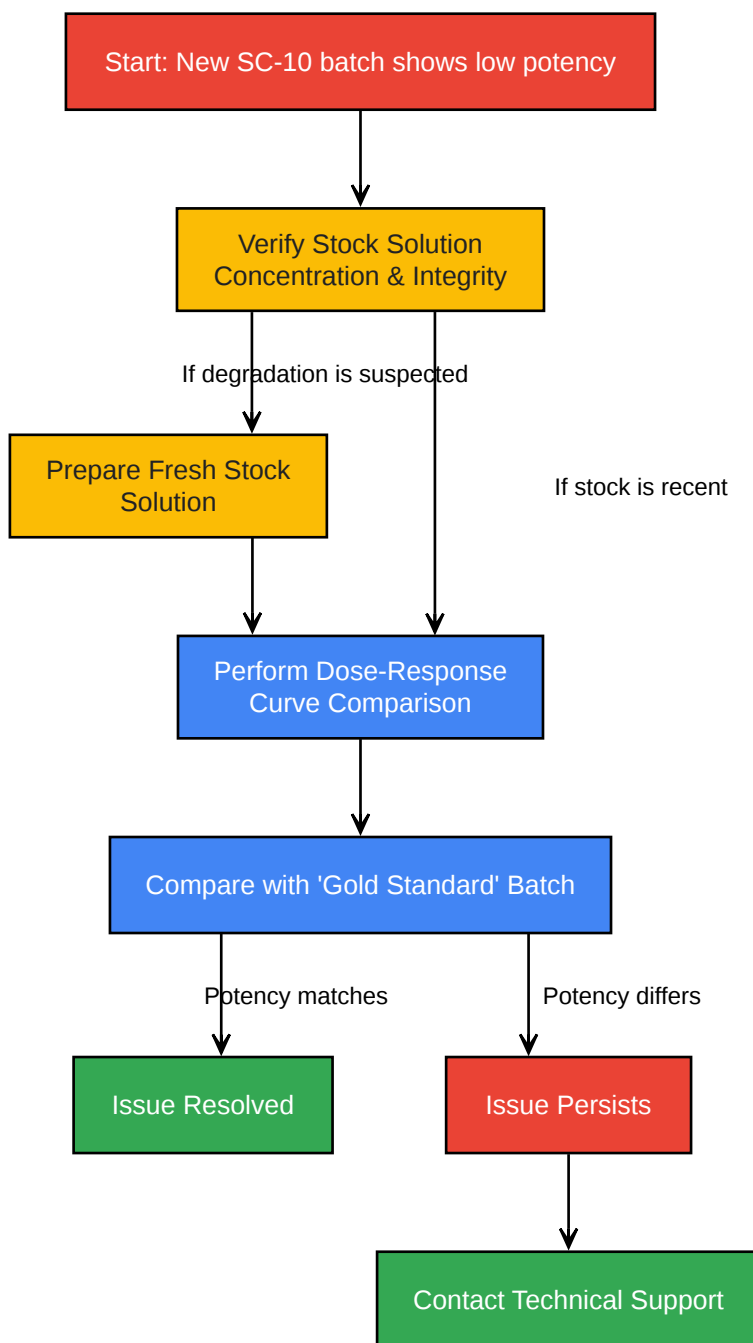 Start: New SC-10 batch shows low potency
Verify Stock Solution
Concentration & Integrity
If degradation is suspected
Prepare Fresh Stock
Solution
If stock is recent
Perform Dose-Response
Curve Comparison
Compare with 'Gold Standard' Batch
Potency matches
Potency differs
Issue Resolved
Issue Persists
Contact Technical Support